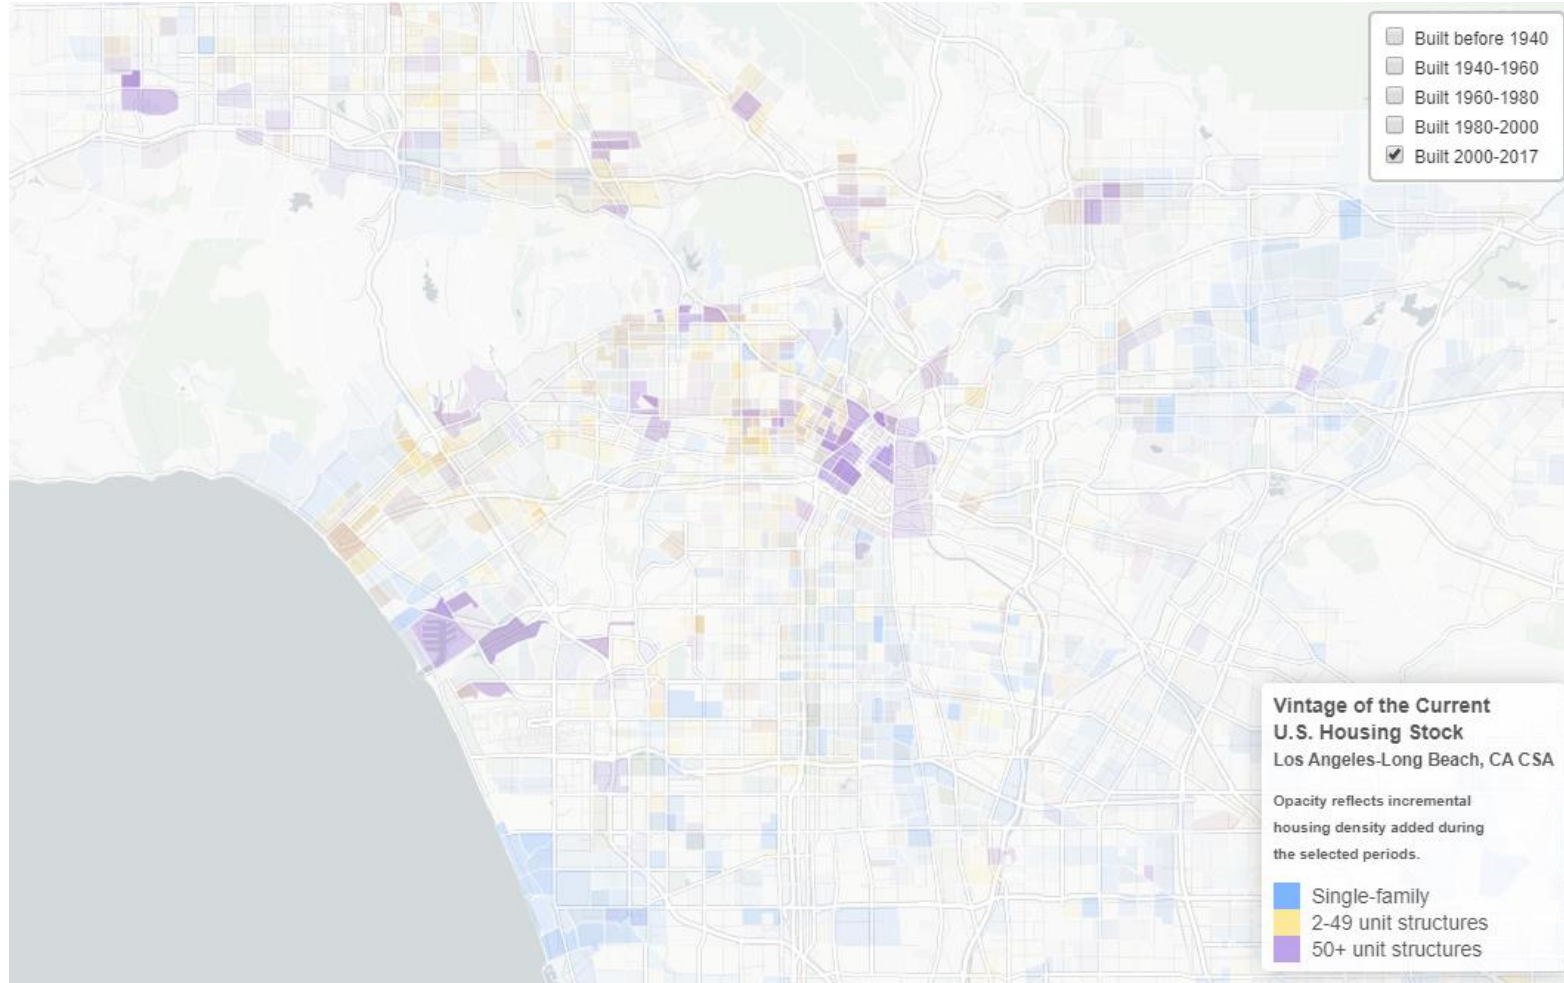 Built before 1940
Built 1940-1960
Built 1960-1980
Built 1980-2000
Built 2000-2017
Vintage of the Current
U.S. Housing Stock
Los Angeles-Long Beach, CA CSA
Opacity reflects incremental
housing density added during
the selected periods.
Single-family
2-49 unit structures
50+ unit structures